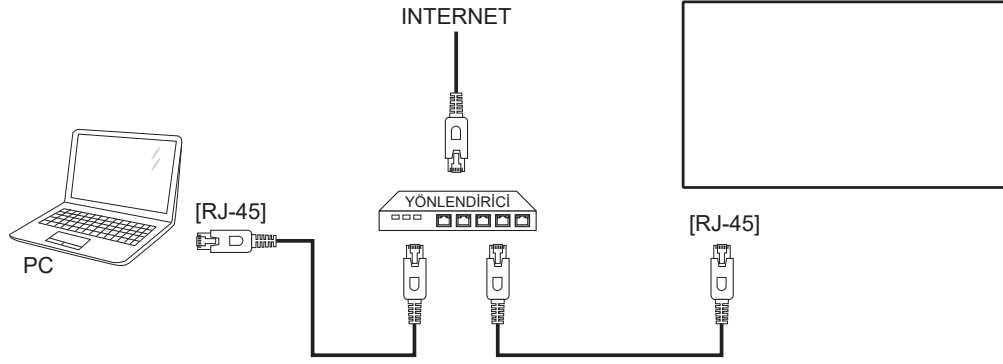 INTERNET
YÖNLENDİRİCİ
[RJ-45]
[RJ-45]
PC